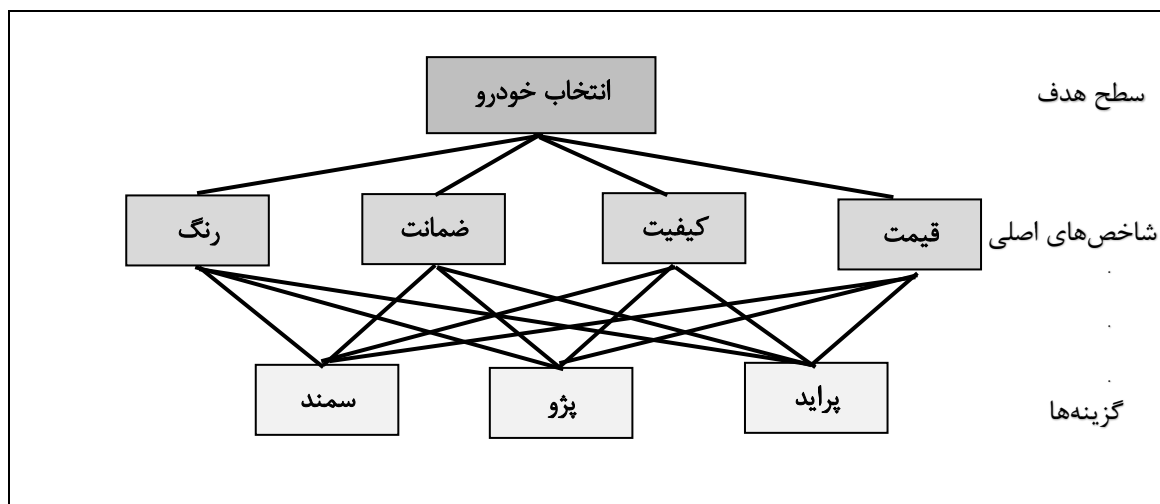 سطح هدف
انتخاب خودرو
شاخص‌های اصلی
قیمت
کیفیت
ضمانت
رنگ
.
.
.
گزینه‌ها
پراید
پژو
سمند